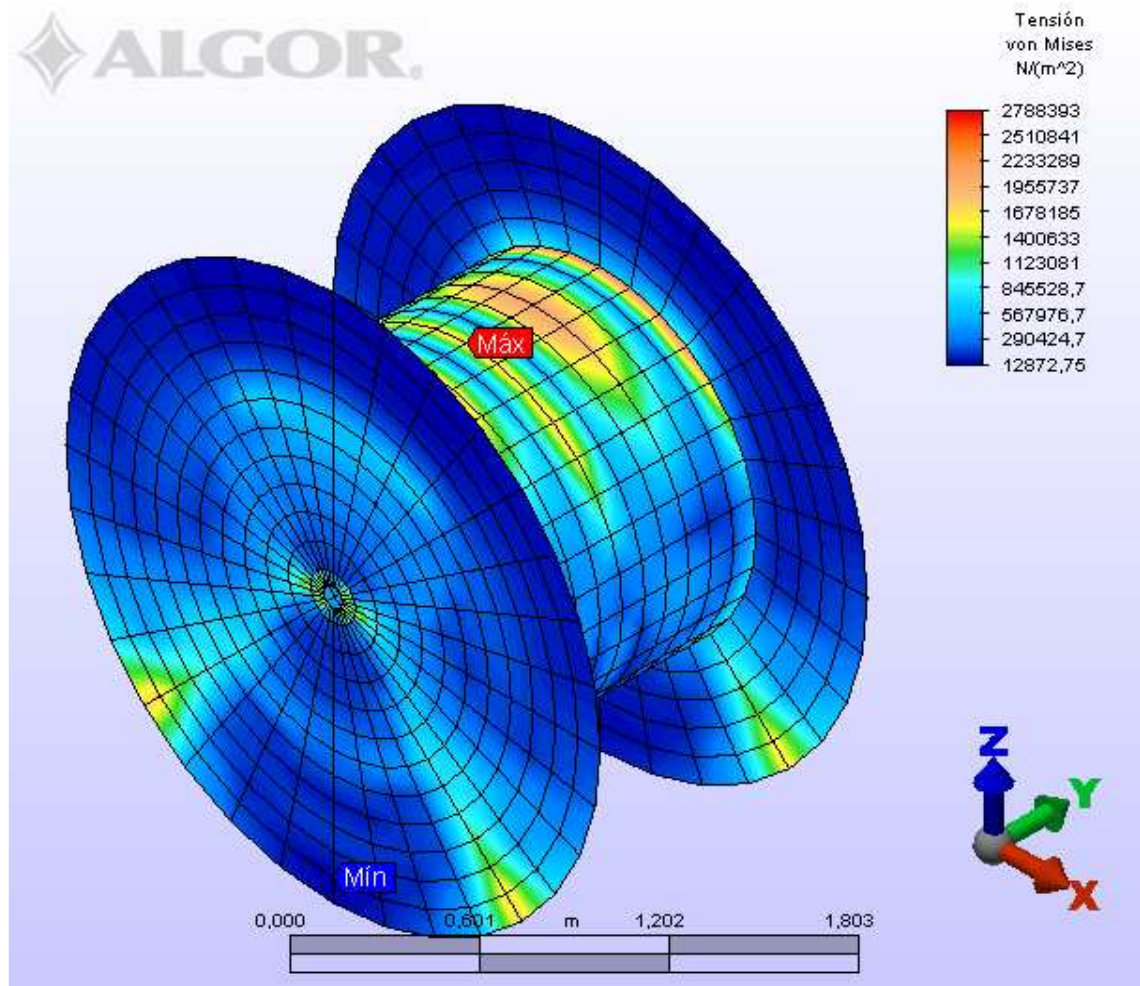 ALGOR.
Tensión
von Mises
N/(m^2)
2788393
2510841
2233289
1955737
1678185
1400633
1123081
845528,7
567976,7
290424,7
12872,75
Máx
Mín
0,000 0,601 m 1,202 1,803
Z
Y
X